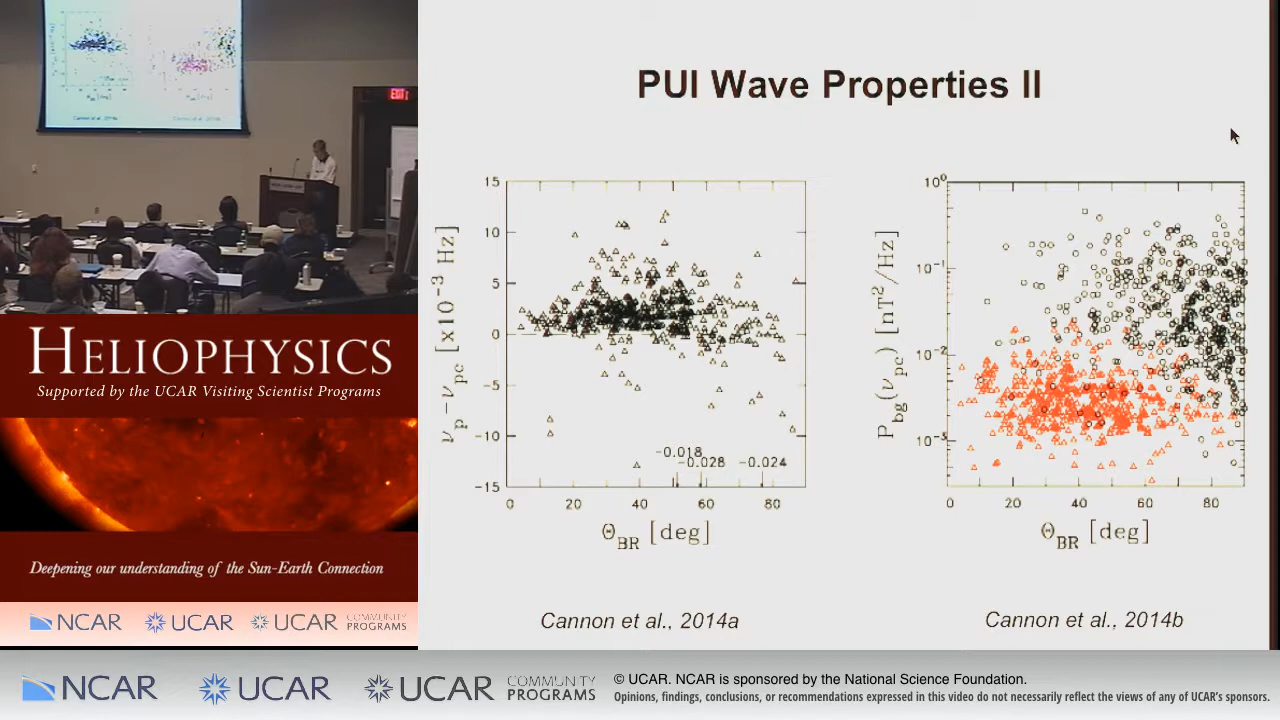 EXIT
HELIOPHYSICS
Supported by the UCAR Visiting Scientist Programs
Deepening our understanding of the Sun-Earth Connection
NCAR UCAR UCAR COMMUNITY PROGRAMS
PUI Wave Properties II
15
10
5
0
−5
−10
−15
ν_p−ν_pc [x10⁻³ Hz]
−0.018
−0.028 −0.024
0 20 40 60 80
Θ_BR [deg]
Cannon et al., 2014a
10⁰
10⁻¹
10⁻²
10⁻³
P_bg(ν_pc) [nT²/Hz]
0 20 40 60 80
Θ_BR [deg]
Cannon et al., 2014b
NCAR UCAR UCAR COMMUNITY PROGRAMS
© UCAR. NCAR is sponsored by the National Science Foundation.
Opinions, findings, conclusions, or recommendations expressed in this video do not necessarily reflect the views of any of UCAR's sponsors.